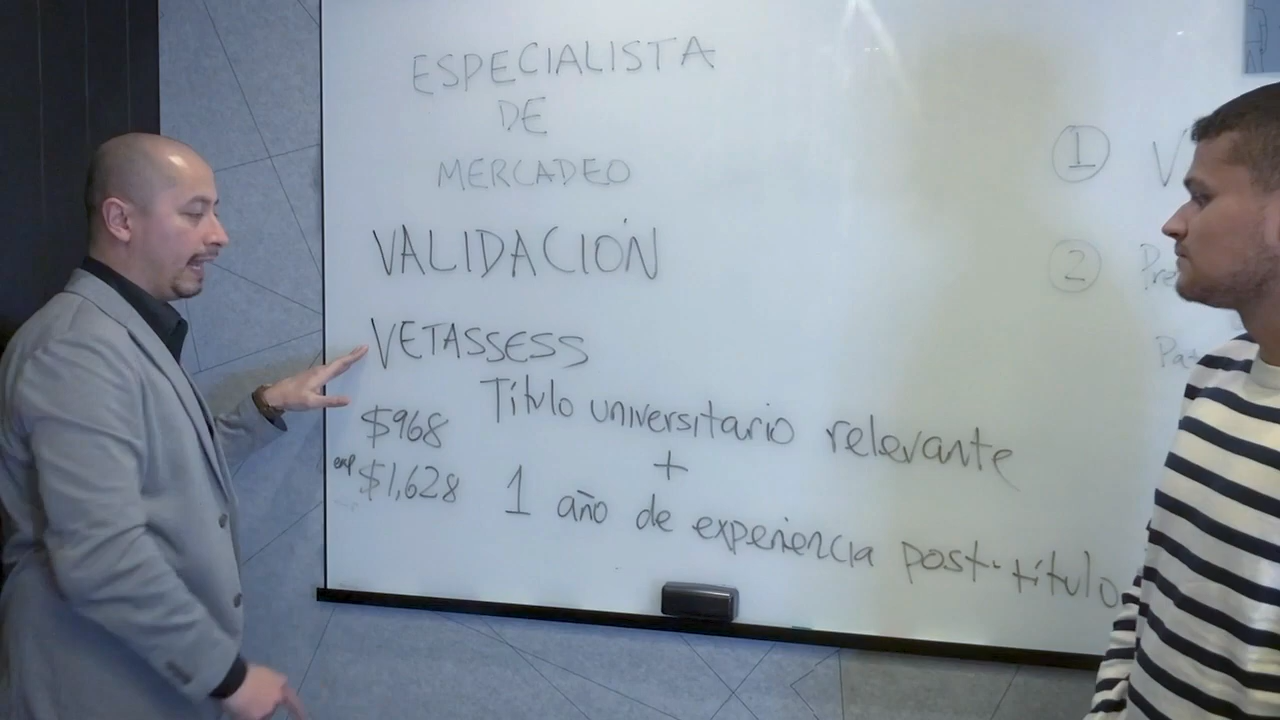 ESPECIALISTA
DE
MERCADEO
VALIDACIÓN
VETASSESS
$968
exp $1,628
Título universitario relevante
+
1 año de experiencia post-título
1
2